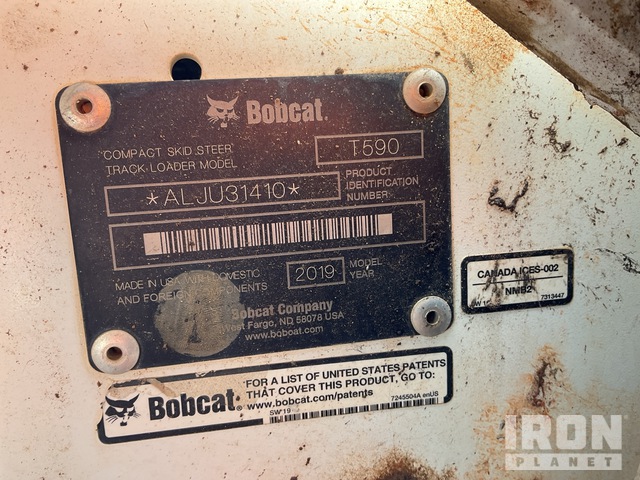 Bobcat.
"COMPACT SKID STEER"
TRACK LOADER MODEL
T590
*ALJU31410*
PRODUCT
IDENTIFICATION
NUMBER
MADE IN USA WITH DOMESTIC
AND FOREIGN COMPONENTS
2019
MODEL
YEAR
Bobcat Company
West Fargo, ND 58078 USA
www.bobcat.com
CANADA ICES-002
NMB2
7313447
Bobcat.
FOR A LIST OF UNITED STATES PATENTS
THAT COVER THIS PRODUCT, GO TO:
www.bobcat.com/patents
SW'19
7245504A enUS
IRON
PLANET